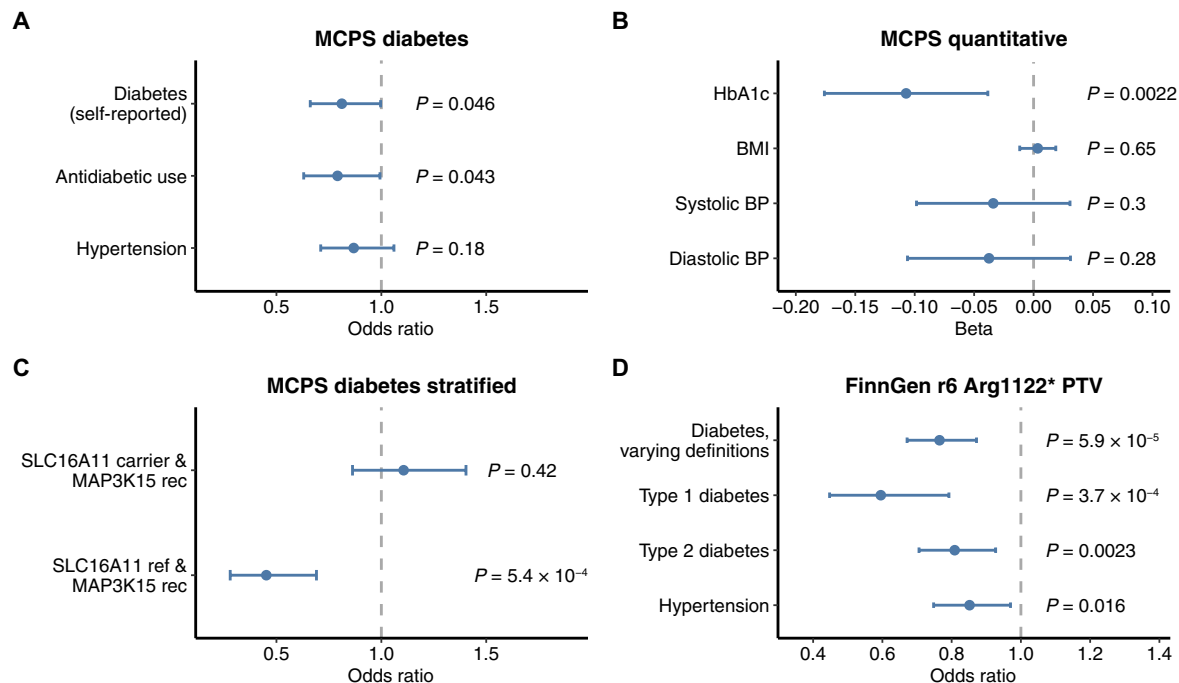 A
MCPS diabetes
Diabetes
(self-reported)
P = 0.046
Antidiabetic use
P = 0.043
Hypertension
P = 0.18
0.5 1.0 1.5
Odds ratio
B
MCPS quantitative
HbA1c
P = 0.0022
BMI
P = 0.65
Systolic BP
P = 0.3
Diastolic BP
P = 0.28
−0.20 −0.15 −0.10 −0.05 0.00 0.05 0.10
Beta
C
MCPS diabetes stratified
SLC16A11 carrier &
MAP3K15 rec
P = 0.42
SLC16A11 ref &
MAP3K15 rec
P = 5.4 × 10⁻⁴
0.5 1.0 1.5
Odds ratio
D
FinnGen r6 Arg1122* PTV
Diabetes,
varying definitions
P = 5.9 × 10⁻⁵
Type 1 diabetes
P = 3.7 × 10⁻⁴
Type 2 diabetes
P = 0.0023
Hypertension
P = 0.016
0.4 0.6 0.8 1.0 1.2 1.4
Odds ratio